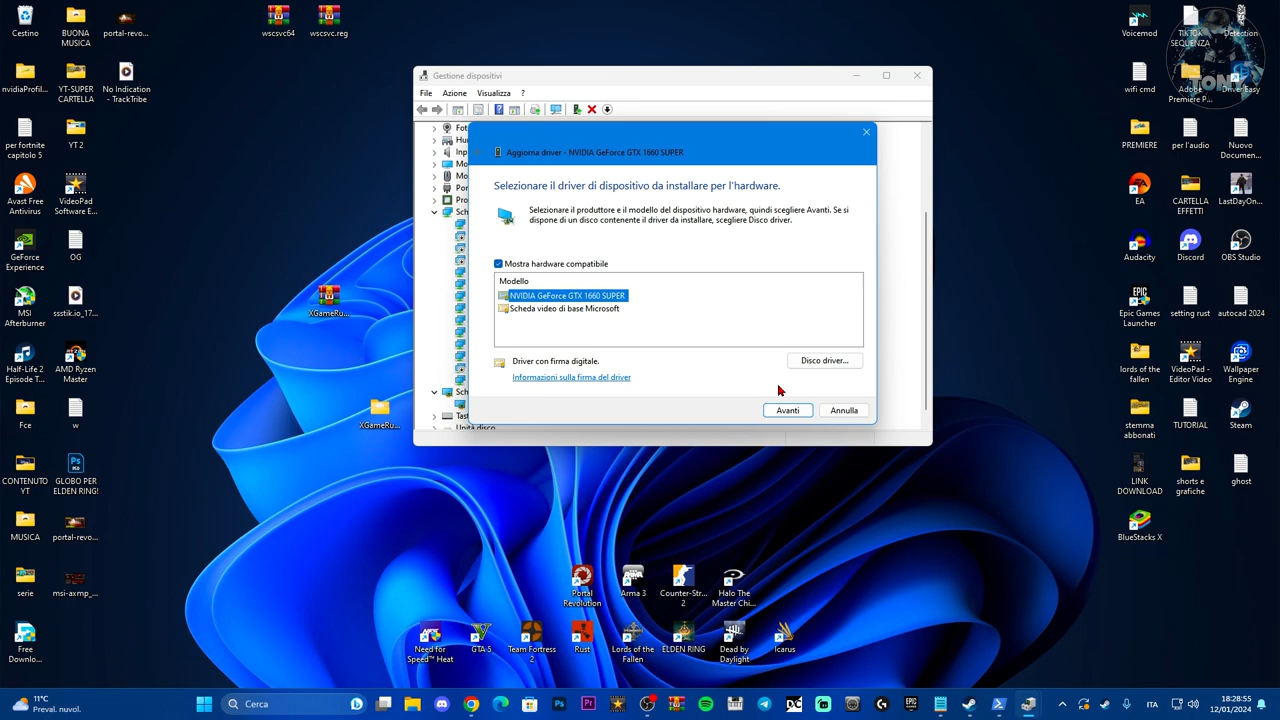 Cestino
BUONA
MUSICA
portal-revo...
wscsvc64
wscsvc.reg
Voicemod
TIKTOK
SEQUENZA
Detection
nvidiaProfil...
YT-SUPER
CARTELLA
No Indication
- TrackTribe
Gestione dispositivi
File
Azione
Visualizza
?
wifi cmd
Adobe
Premiere P...
Driver Easy
TONY
per fortnite
capitolo 5
YT 2
Fot
Aggiorna driver - NVIDIA GeForce GTX 1660 SUPER
Selezionare il driver di dispositivo da installare per l'hardware.
Selezionare il produttore e il modello del dispositivo hardware, quindi scegliere Avanti. Se si
dispone di un disco contenente il driver da installare, scegliere Disco driver.
Mostra hardware compatibile
Modello
NVIDIA GeForce GTX 1660 SUPER
Scheda video di base Microsoft
Driver con firma digitale.
Disco driver...
Informazioni sulla firma del driver
Avanti
Annulla
Hu
Inp
Mo
Mo
Por
Pro
Sch
Sch
Tast
Unità disco
PREMIERE
per l'audio
Nuovo
Documen...
Avast Free
Antivirus
VideoPad
Software E...
EA
CARTELLA
EFFETTI
LastDayOn...
GeForce
Experience
OG
Audacity
Discord
OBS Studio
MSI
Afterburner
ssstik.io_17...
XGameRu...
Epic Games
Launcher
setting rust
autocad 2024
Half-Life 2
Episode T...
AMD Ryzen
Master
lords of the
fallen
VideoPad -
Editor Video
Wallpaper
Engine
Fce
w
XGameRu...
stemma
abbonati
TUTORIAL
Steam
CONTENUTO
YT
GLOBO PER
ELDEN RING!
LINK
DOWNLOAD
shorts e
grafiche
ghost
MUSICA
portal-revo...
BlueStacks X
serie
msi-axmp_...
Portal
Revolution
Arma 3
Counter-Str...
2
Halo The
Master Chi...
Free
Downlo...
Need for
Speed™ Heat
GTA 5
Team Fortress
2
Rust
Lords of the
Fallen
ELDEN RING
Dead by
Daylight
Icarus
11°C
Preval. nuvol.
Cerca
18:28:55
12/01/2024